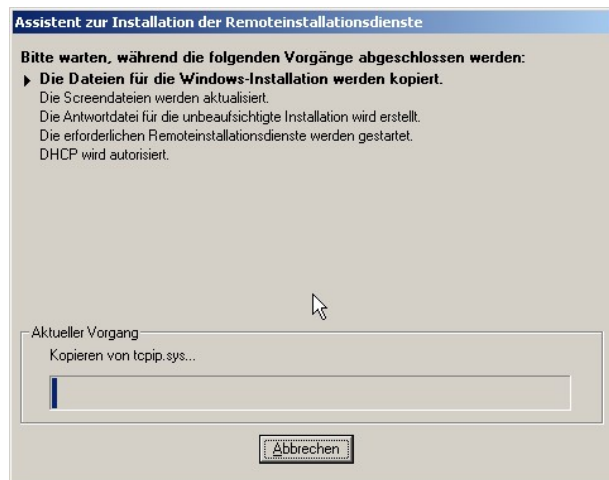 Assistent zur Installation der Remoteinstallationsdienste
Bitte warten, während die folgenden Vorgänge abgeschlossen werden:
Die Dateien für die Windows-Installation werden kopiert.
Die Screendateien werden aktualisiert.
Die Antwortdatei für die unbeaufsichtigte Installation wird erstellt.
Die erforderlichen Remoteinstallationsdienste werden gestartet.
DHCP wird autorisiert.
Aktueller Vorgang
Kopieren von tcpip.sys...
Abbrechen